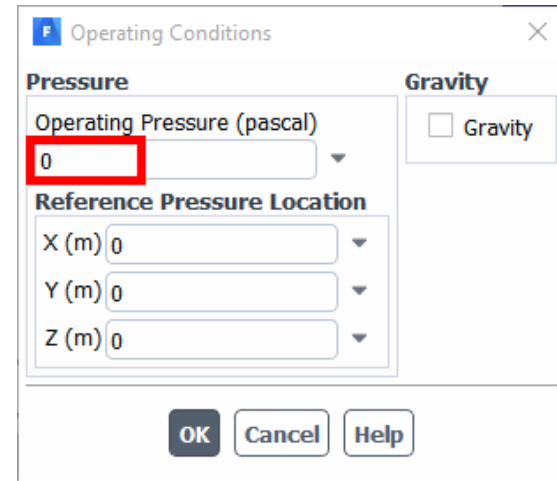 F Operating Conditions
Pressure
Gravity
Operating Pressure (pascal)
Gravity
0
Reference Pressure Location
X (m) 0
Y (m) 0
Z (m) 0
OK Cancel Help